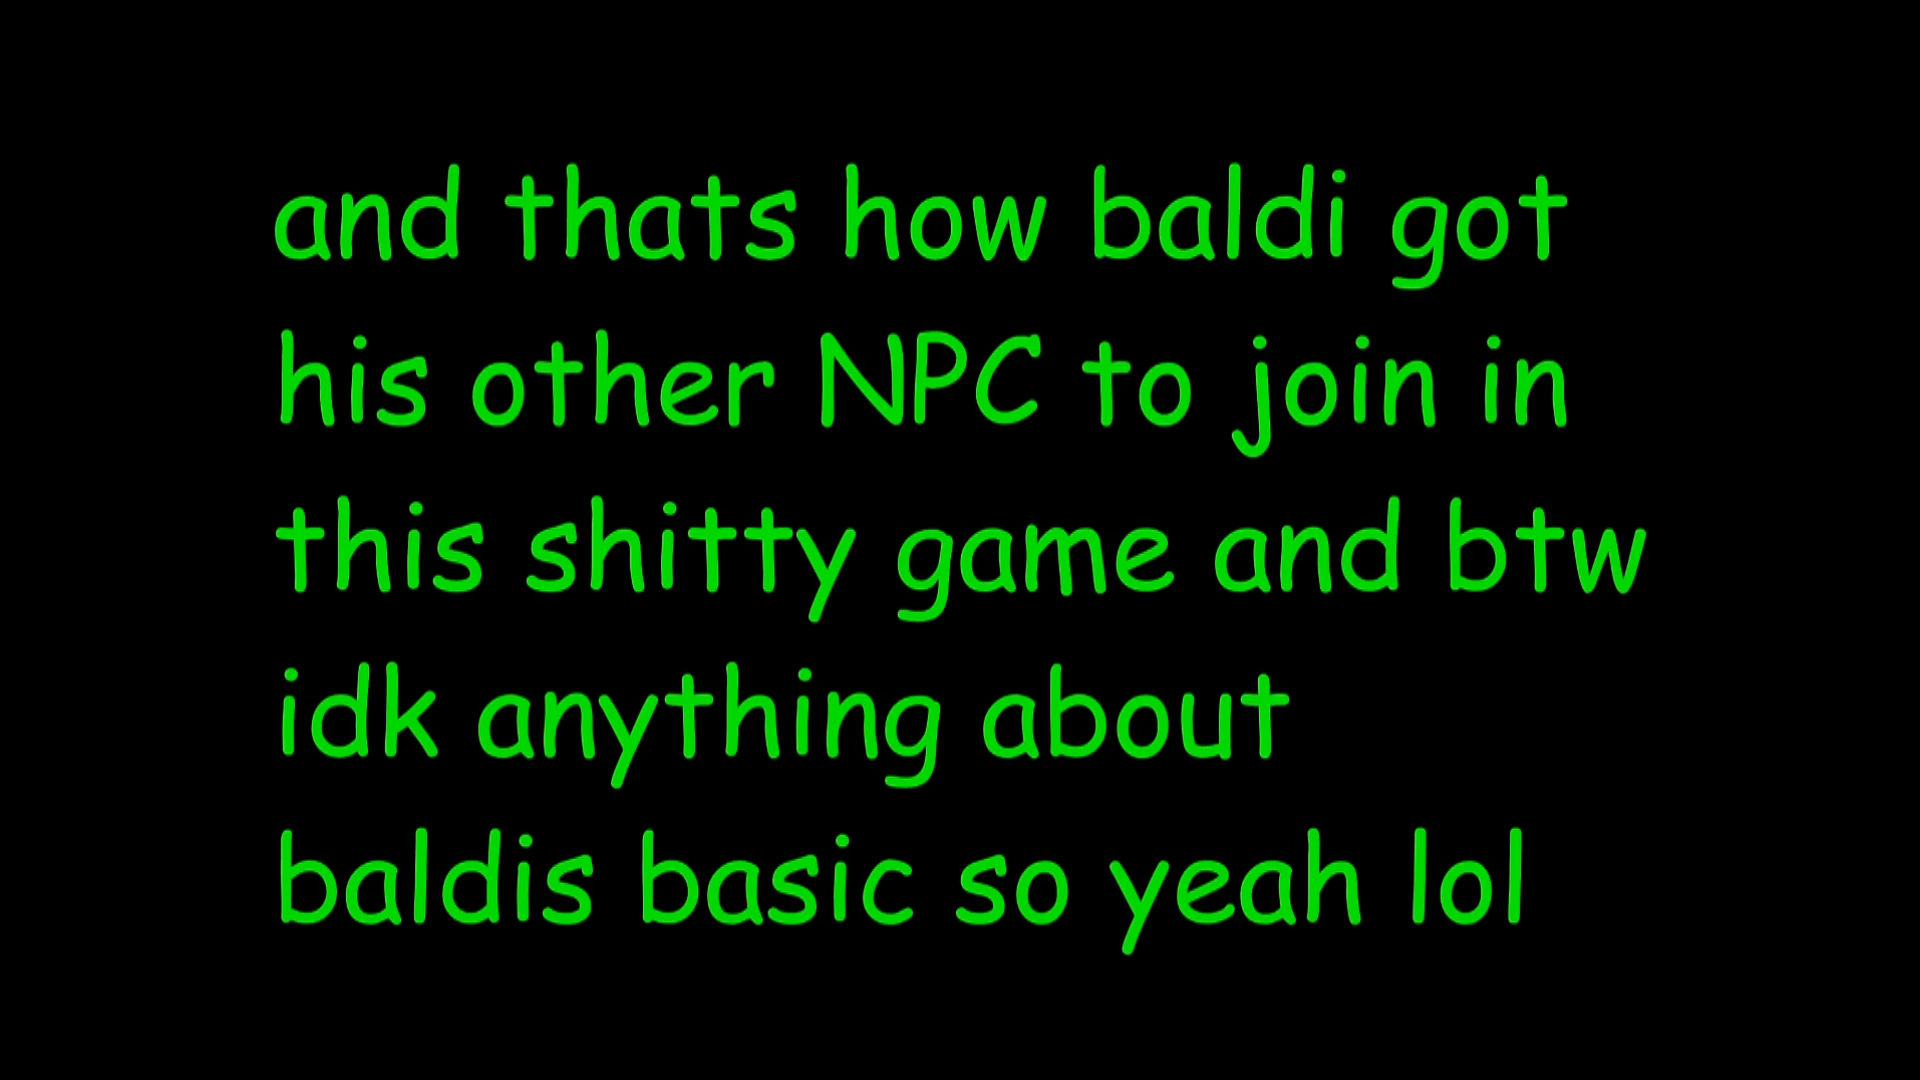 and thats how baldi got
his other NPC to join in
this shitty game and btw
idk anything about
baldis basic so yeah lol